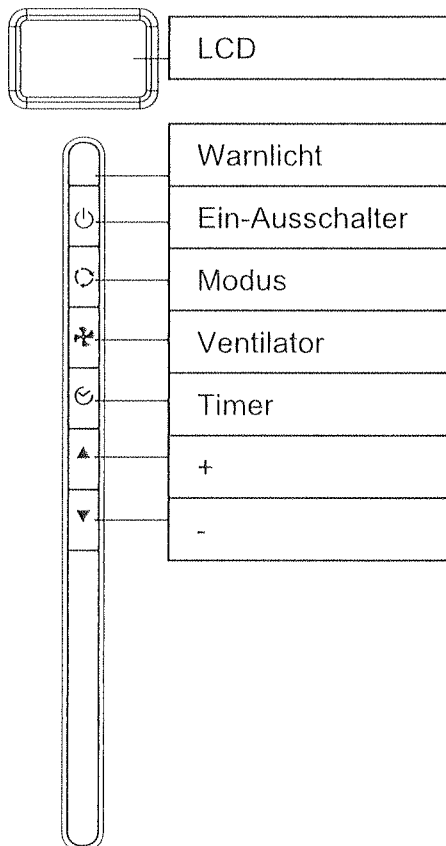 LCD
Warnlicht
Ein-Ausschalter
Modus
Ventilator
Timer
+
-